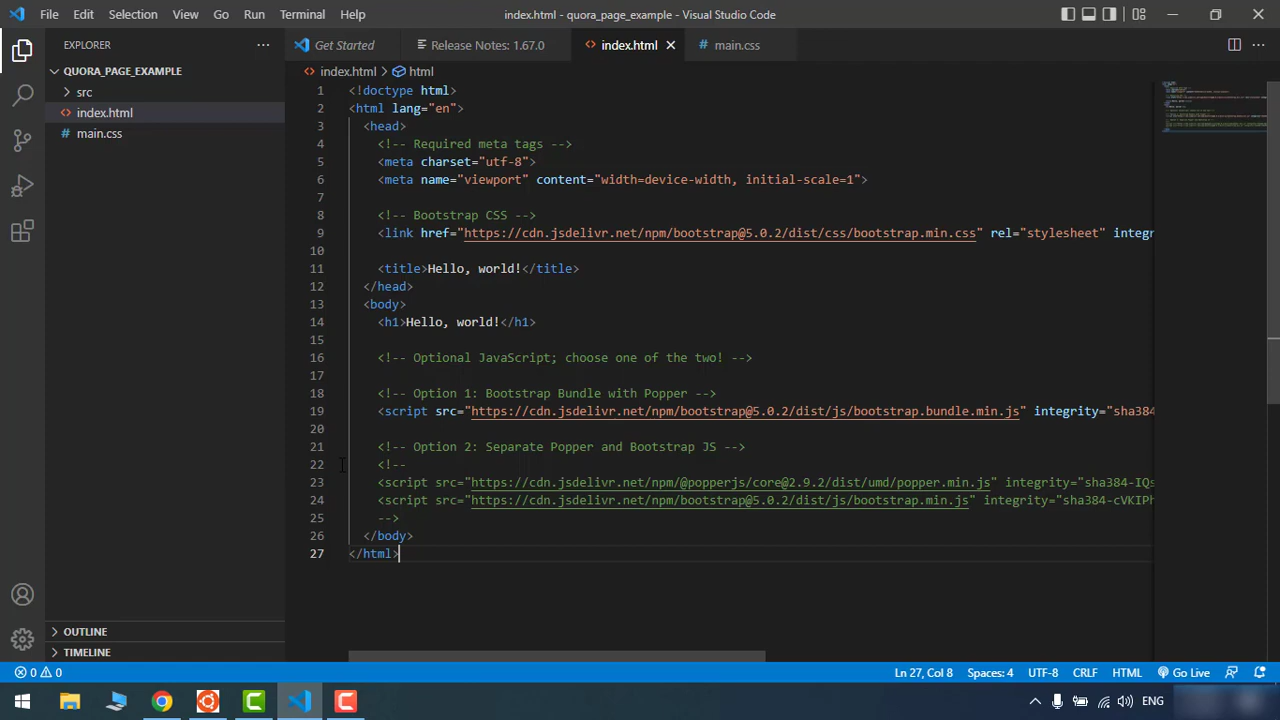 File Edit Selection View Go Run Terminal Help
index.html - quora_page_example - Visual Studio Code
EXPLORER
Get Started
Release Notes: 1.67.0
index.html
main.css
QUORA_PAGE_EXAMPLE
src
index.html
main.css
OUTLINE
TIMELINE
index.html > html
1 <!doctype html>
2 <html lang="en">
3 <head>
4 <!-- Required meta tags -->
5 <meta charset="utf-8">
6 <meta name="viewport" content="width=device-width, initial-scale=1">
7
8 <!-- Bootstrap CSS -->
9 <link href="https://cdn.jsdelivr.net/npm/bootstrap@5.0.2/dist/css/bootstrap.min.css" rel="stylesheet" integr
10
11 <title>Hello, world!</title>
12 </head>
13 <body>
14 <h1>Hello, world!</h1>
15
16 <!-- Optional JavaScript; choose one of the two! -->
17
18 <!-- Option 1: Bootstrap Bundle with Popper -->
19 <script src="https://cdn.jsdelivr.net/npm/bootstrap@5.0.2/dist/js/bootstrap.bundle.min.js" integrity="sha384
20
21 <!-- Option 2: Separate Popper and Bootstrap JS -->
22 <!--
23 <script src="https://cdn.jsdelivr.net/npm/@popperjs/core@2.9.2/dist/umd/popper.min.js" integrity="sha384-IQs
24 <script src="https://cdn.jsdelivr.net/npm/bootstrap@5.0.2/dist/js/bootstrap.min.js" integrity="sha384-cVKIPh
25 -->
26 </body>
27 </html>
0 0
Ln 27, Col 8
Spaces: 4
UTF-8
CRLF
HTML
Go Live
ENG